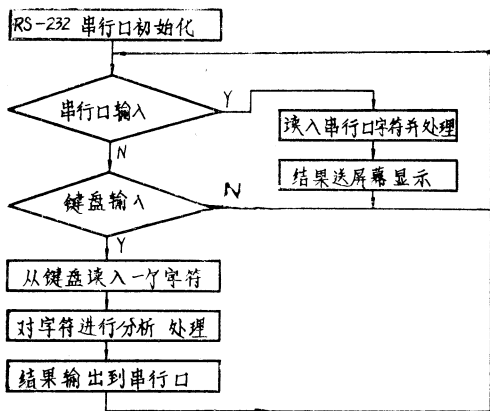 RS-232 串行口初始化
串行口输入
Y
读入串行口字符并处理
N
结果送屏幕显示
键盘输入
N
Y
从键盘读入一个字符
对字符进行分析 处理
结果输出到串行口